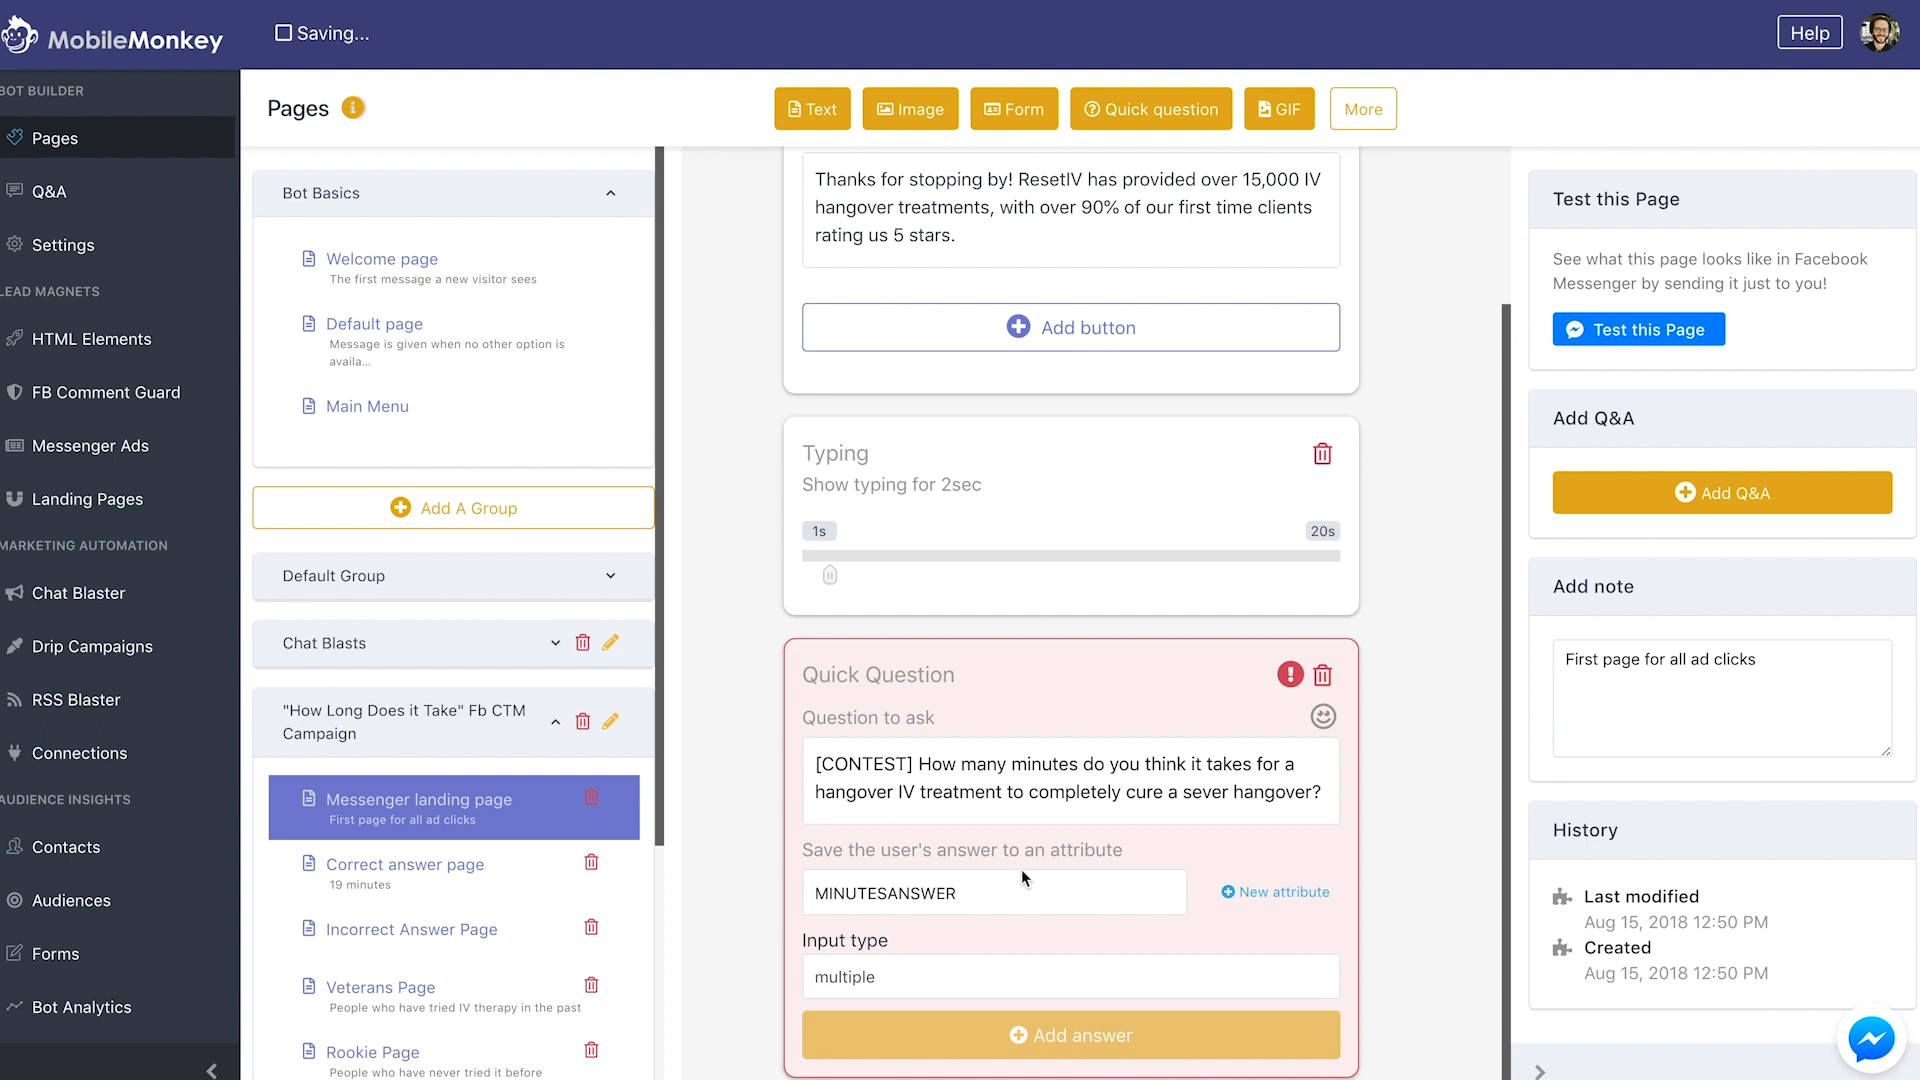 MobileMonkey
Saving...
Help
BOT BUILDER
Pages
Q&A
Settings
LEAD MAGNETS
HTML Elements
FB Comment Guard
Messenger Ads
Landing Pages
MARKETING AUTOMATION
Chat Blaster
Drip Campaigns
RSS Blaster
Connections
AUDIENCE INSIGHTS
Contacts
Audiences
Forms
Bot Analytics
Pages
Text
Image
Form
Quick question
GIF
More
Bot Basics
Welcome page
The first message a new visitor sees
Default page
Message is given when no other option is
availa...
Main Menu
Add A Group
Default Group
Chat Blasts
"How Long Does it Take" Fb CTM
Campaign
Messenger landing page
First page for all ad clicks
Correct answer page
19 minutes
Incorrect Answer Page
Veterans Page
People who have tried IV therapy in the past
Rookie Page
People who have never tried it before
Thanks for stopping by! ResetIV has provided over 15,000 IV
hangover treatments, with over 90% of our first time clients
rating us 5 stars.
Add button
Typing
Show typing for 2sec
1s
20s
Quick Question
Question to ask
[CONTEST] How many minutes do you think it takes for a
hangover IV treatment to completely cure a sever hangover?
Save the user's answer to an attribute
MINUTESANSWER
New attribute
Input type
multiple
Add answer
Test this Page
See what this page looks like in Facebook
Messenger by sending it just to you!
Test this Page
Add Q&A
Add Q&A
Add note
First page for all ad clicks
History
Last modified
Aug 15, 2018 12:50 PM
Created
Aug 15, 2018 12:50 PM